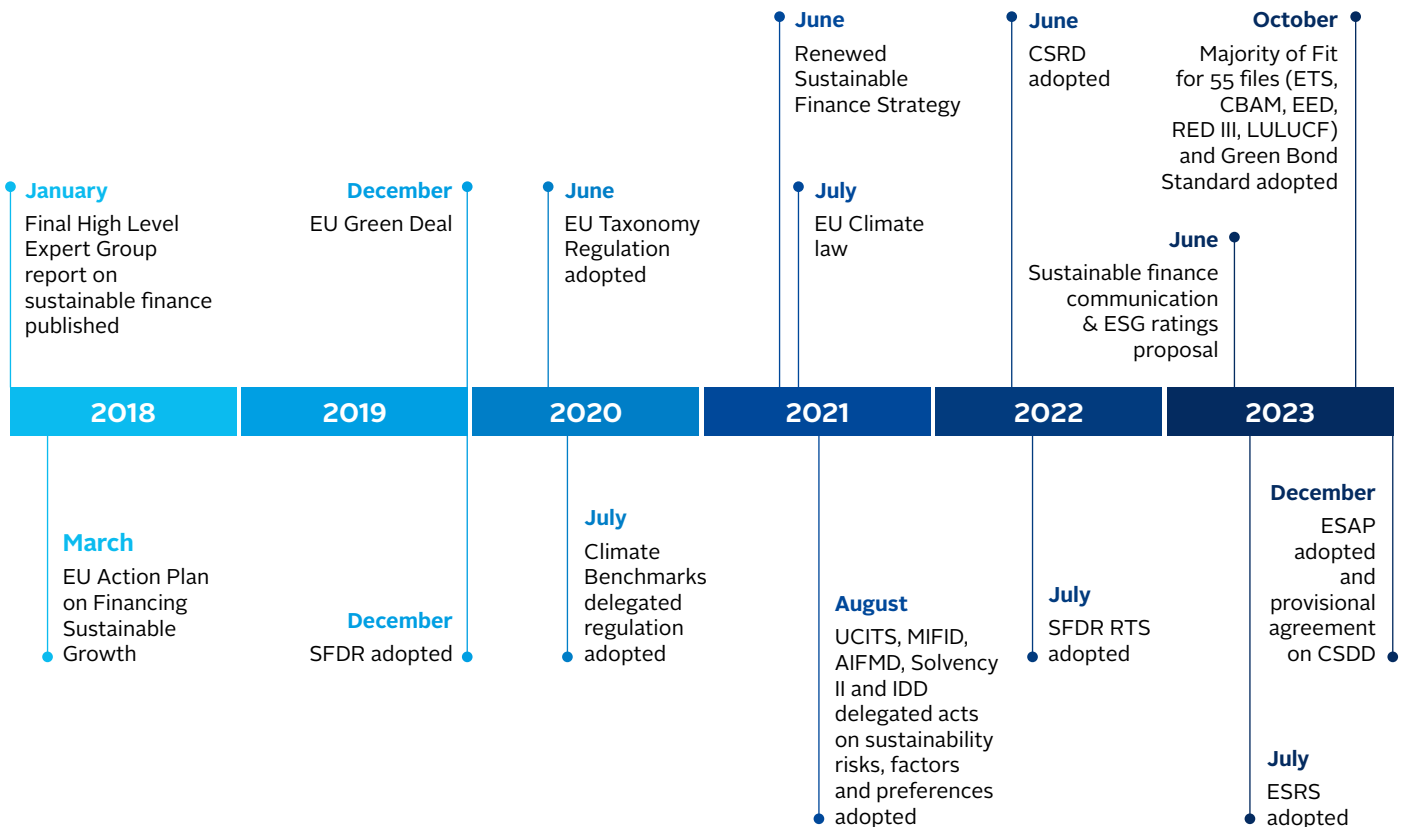 June
Renewed
Sustainable
Finance Strategy
June
CSRD
adopted
October
Majority of Fit
for 55 files (ETS,
CBAM, EED,
RED III, LULUCF)
and Green Bond
Standard adopted
January
Final High Level
Expert Group
report on
sustainable finance
published
December
EU Green Deal
June
EU Taxonomy
Regulation
adopted
July
EU Climate
law
June
Sustainable finance
communication
& ESG ratings
proposal
2018
2019
2020
2021
2022
2023
March
EU Action Plan
on Financing
Sustainable
Growth
December
SFDR adopted
July
Climate
Benchmarks
delegated
regulation
adopted
August
UCITS, MIFID,
AIFMD, Solvency
II and IDD
delegated acts
on sustainability
risks, factors
and preferences
adopted
July
SFDR RTS
adopted
December
ESAP
adopted
and
provisional
agreement
on CSDD
July
ESRS
adopted